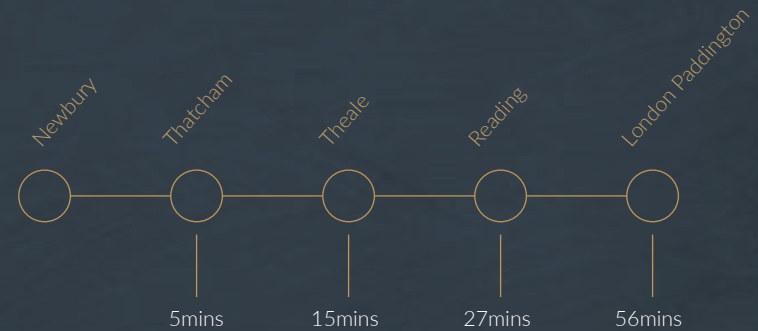 Newbury
Thatcham
Theale
Reading
London Paddington
5mins
15mins
27mins
56mins